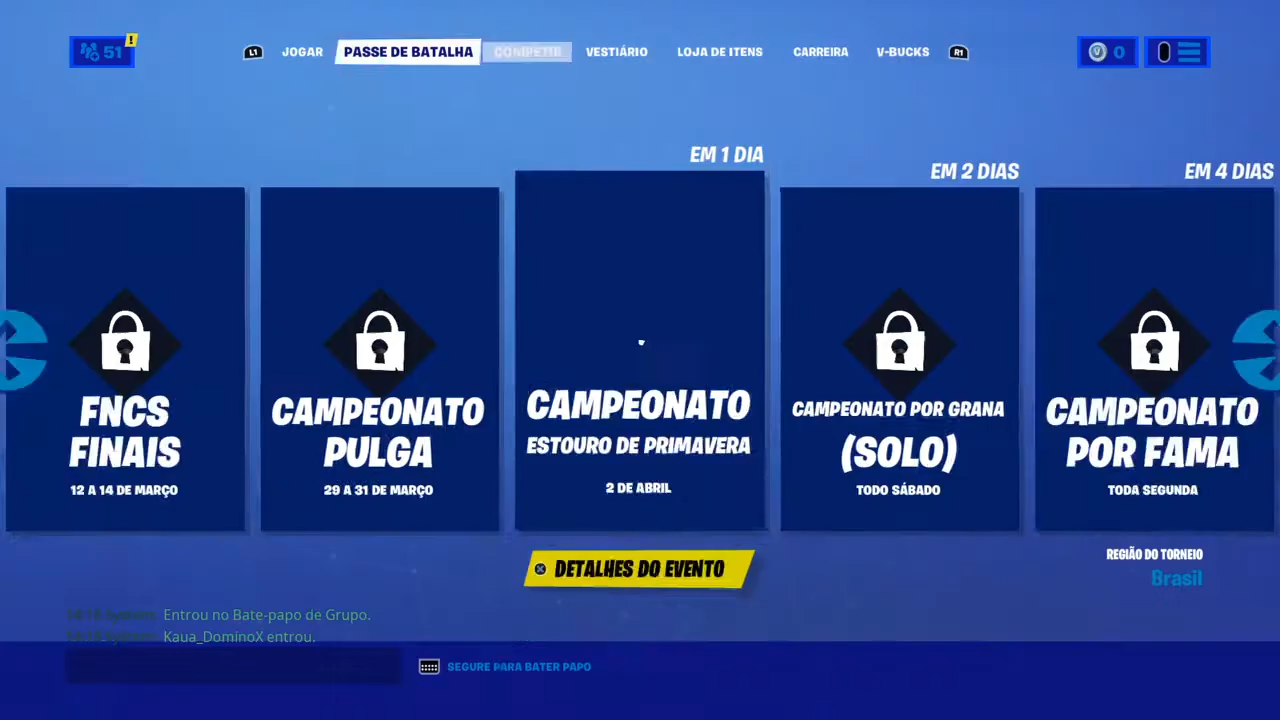 51
!
L1
JOGAR
PASSE DE BATALHA
COMPETIR
VESTIÁRIO
LOJA DE ITENS
CARREIRA
V-BUCKS
R1
V
0
EM 1 DIA
EM 2 DIAS
EM 4 DIAS
FNCS
FINAIS
12 A 14 DE MARÇO
CAMPEONATO
PULGA
29 A 31 DE MARÇO
CAMPEONATO
ESTOURO DE PRIMAVERA
2 DE ABRIL
CAMPEONATO POR GRANA
(SOLO)
TODO SÁBADO
CAMPEONATO
POR FAMA
TODA SEGUNDA
DETALHES DO EVENTO
REGIÃO DO TORNEIO
Brasil
Entrou no Bate-papo de Grupo.
Kaua_DominoX entrou.
SEGURE PARA BATER PAPO